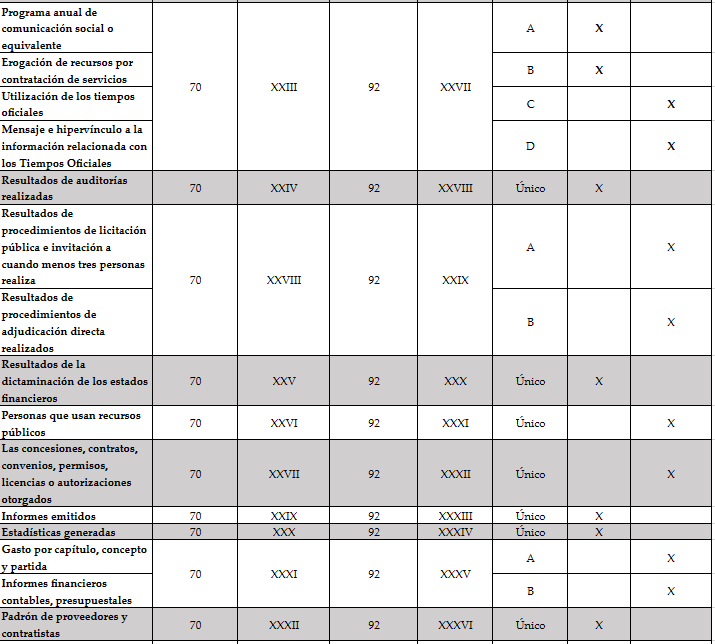 Programa anual de
comunicación social o
equivalente
A X
Erogación de recursos por
contratación de servicios
B X
70 XXIII 92 XXVII
Utilización de los tiempos
oficiales
C X
Mensaje e hipervínculo a la
información relacionada con
los Tiempos Oficiales
D X
Resultados de auditorías
realizadas
70 XXIV 92 XXVIII Único X
Resultados de
procedimientos de licitación
pública e invitación a
cuando menos tres personas
realiza
A X
70 XXVIII 92 XXIX
Resultados de
procedimientos de
adjudicación directa
realizados
B X
Resultados de la
dictaminación de los estados
financieros
70 XXV 92 XXX Único X
Personas que usan recursos
públicos
70 XXVI 92 XXXI Único X
Las concesiones, contratos,
convenios, permisos,
licencias o autorizaciones
otorgados
70 XXVII 92 XXXII Único X
Informes emitidos 70 XXIX 92 XXXIII Único X
Estadísticas generadas 70 XXX 92 XXXIV Único X
Gasto por capítulo, concepto
y partida
A X
70 XXXI 92 XXXV
Informes financieros
contables, presupuestales
B X
Padrón de proveedores y
contratistas
70 XXXII 92 XXXVI Único X